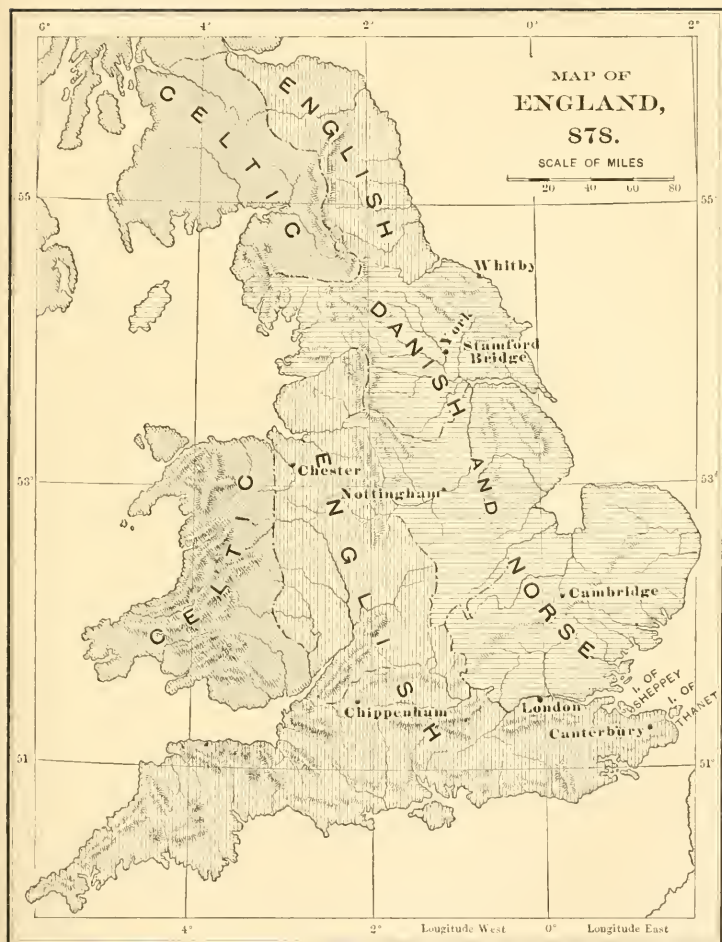 6°
4°
2°
0°
2°
MAP OF
ENGLAND,
878.
SCALE OF MILES
20 40 60 80
CELTIC
ENGLISH
55
55°
Whitby
DANISH AND NORSE
York
Stamford
Bridge
CELTIC
ENGLISH
Chester
Nottingham
53°
53°
Cambridge
I. OF
SHEPPEY
I. OF
THANET
Chippenham
London
Canterbury
51
51°
4°
2°
Longitude West
0°
Longitude East